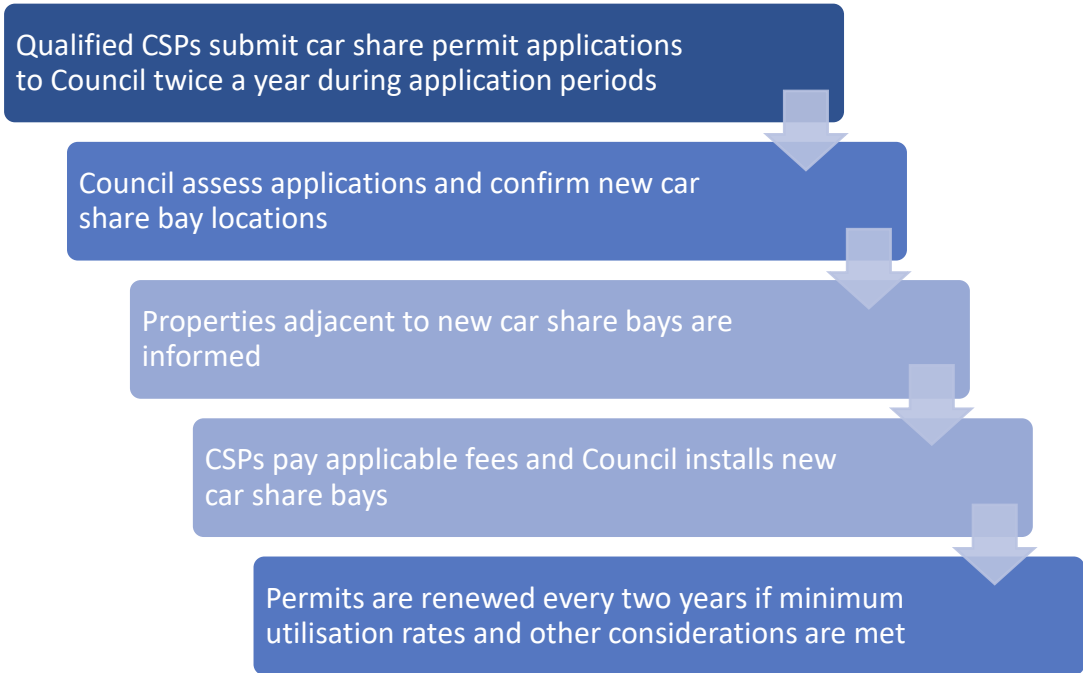 Qualified CSPs submit car share permit applications
to Council twice a year during application periods
Council assess applications and confirm new car
share bay locations
Properties adjacent to new car share bays are
informed
CSPs pay applicable fees and Council installs new
car share bays
Permits are renewed every two years if minimum
utilisation rates and other considerations are met